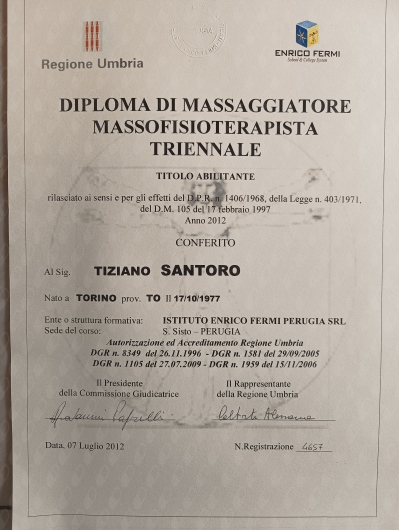 Regione Umbria
ENRICO FERMI
DIPLOMA DI MASSAGGIATORE
MASSOFISIOTERAPISTA
TRIENNALE
TITOLO ABILITANTE
rilasciato ai sensi e per gli effetti del D.P.R. n. 1406/1968, della Legge n. 403/1971,
del D.M. 105 del 17 febbraio 1997
Anno 2012
CONFERITO
Al Sig. TIZIANO SANTORO
Nato a TORINO prov. TO Il 17/10/1977
Ente o struttura formativa: ISTITUTO ENRICO FERMI PERUGIA SRL
Sede del corso: S. Sisto – PERUGIA
Autorizzazione ed Accreditamento Regione Umbria
DGR n. 8349 del 26.11.1996 - DGR n. 1581 del 29/09/2005
DGR n. 1105 del 27.07.2009 - DGR n. 1959 del 15/11/2006
Il Presidente Il Rappresentante
della Commissione Giudicatrice della Regione Umbria
Data, 07 Luglio 2012 N.Registrazione 4657